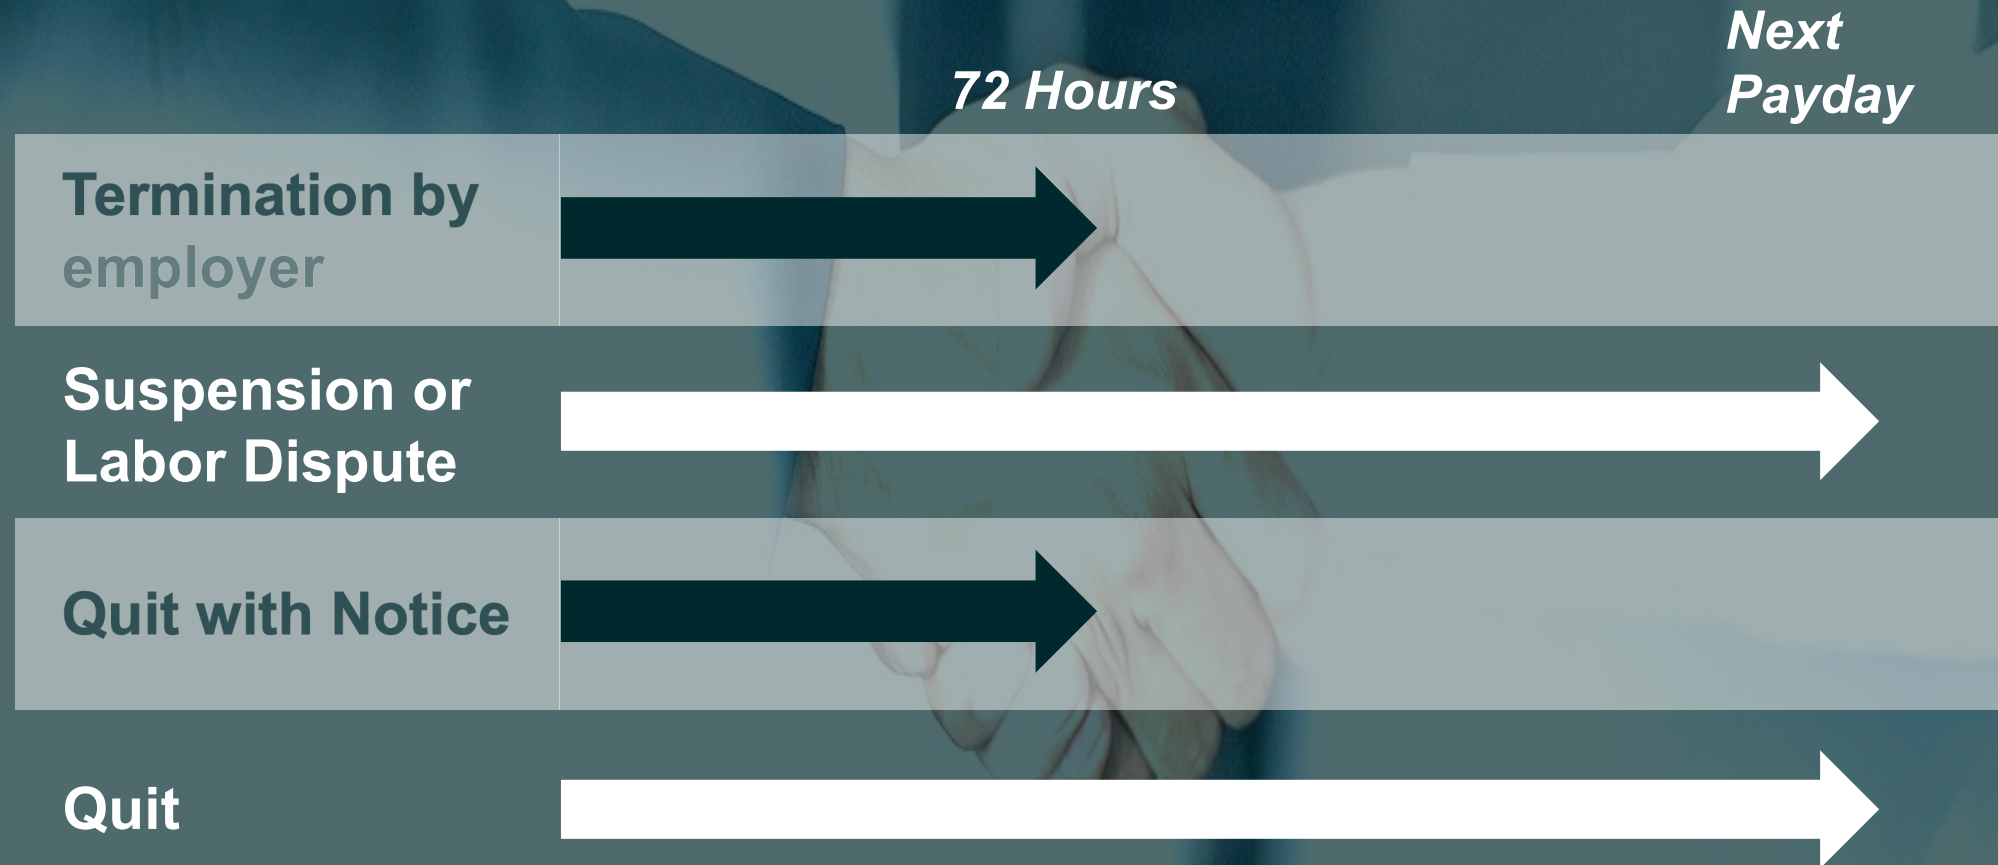 Next
Payday
72 Hours
Termination by
employer
Suspension or
Labor Dispute
Quit with Notice
Quit